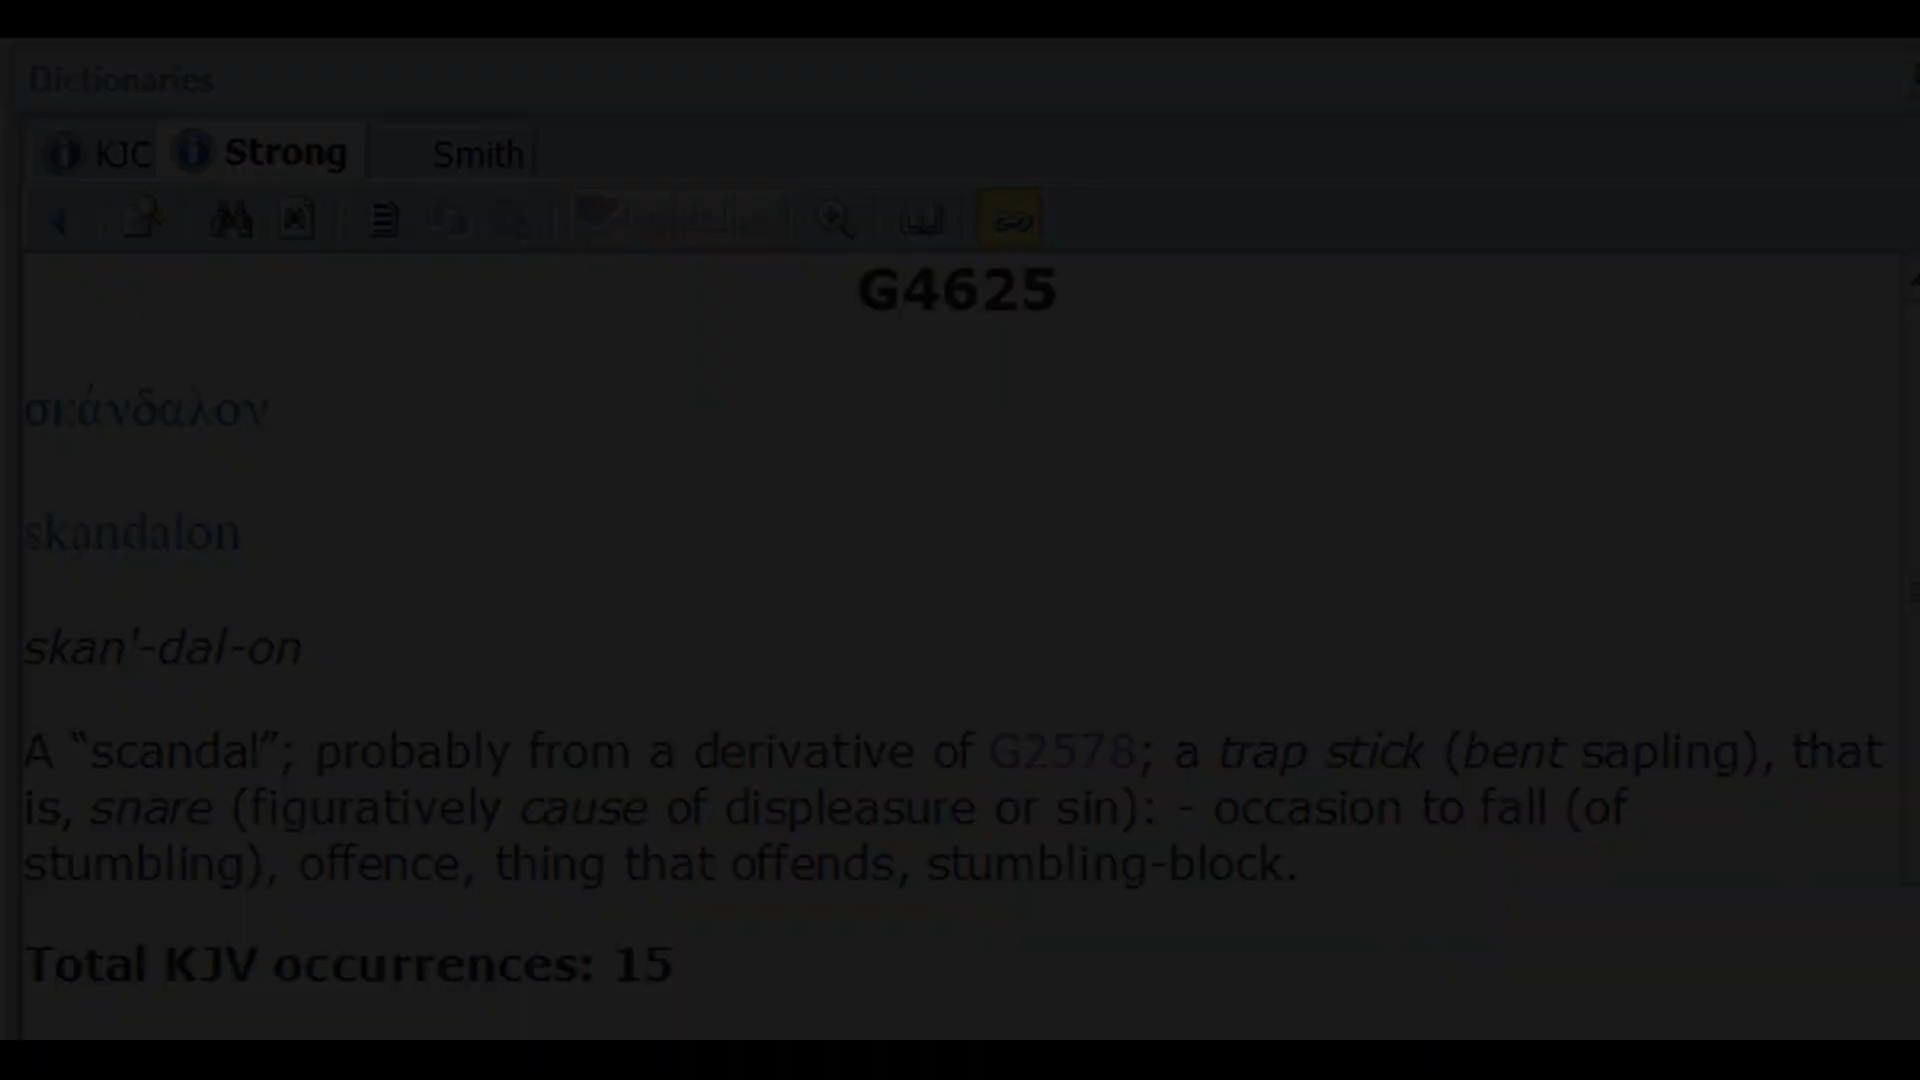 Dictionaries
KJC Strong Smith
G4625
σκάνδαλον
skandalon
skan'-dal-on
A “scandal”; probably from a derivative of G2578; a trap stick (bent sapling), that
is, snare (figuratively cause of displeasure or sin): - occasion to fall (of
stumbling), offence, thing that offends, stumbling-block.
Total KJV occurrences: 15